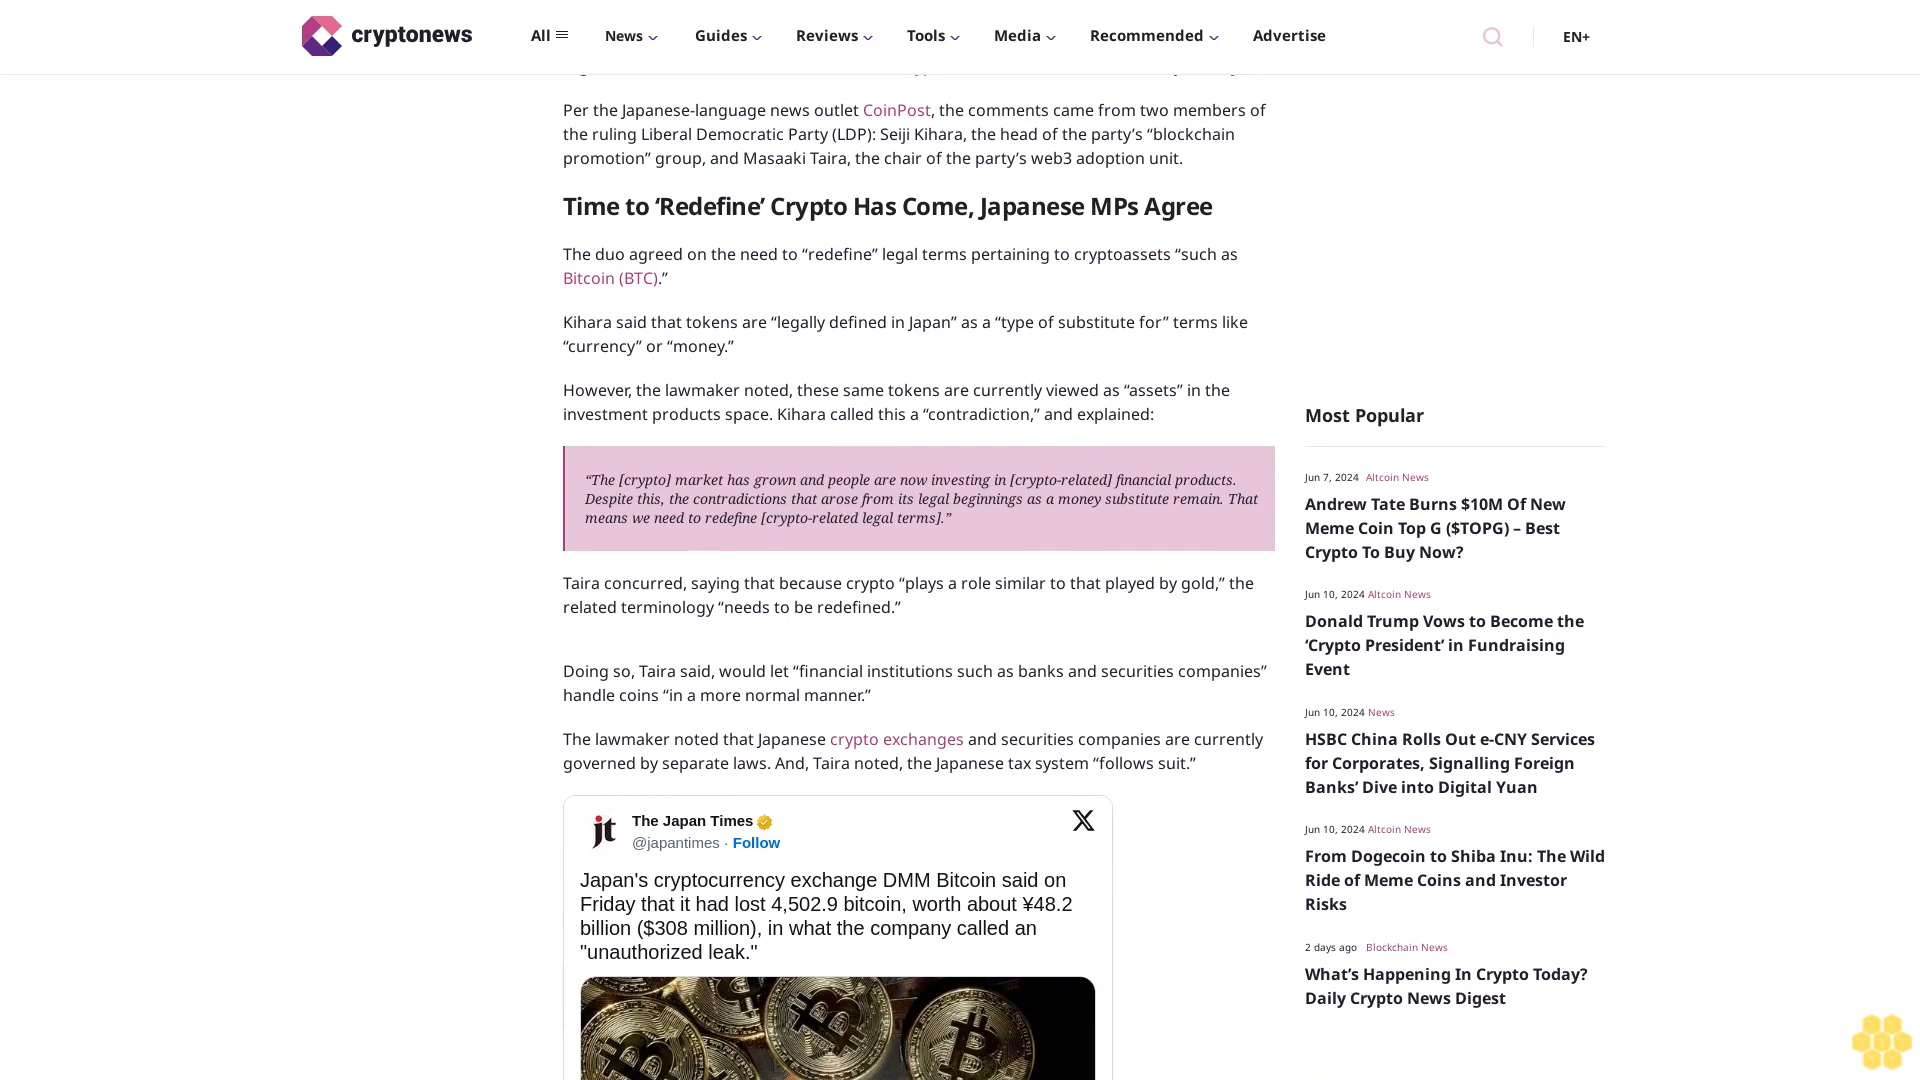 cryptonews
All
News
Guides
Reviews
Tools
Media
Recommended
Advertise
EN+
Per the Japanese-language news outlet CoinPost, the comments came from two members of
the ruling Liberal Democratic Party (LDP): Seiji Kihara, the head of the party’s “blockchain
promotion” group, and Masaaki Taira, the chair of the party’s web3 adoption unit.
Time to ‘Redefine’ Crypto Has Come, Japanese MPs Agree
The duo agreed on the need to “redefine” legal terms pertaining to cryptoassets “such as
Bitcoin (BTC).”
Kihara said that tokens are “legally defined in Japan” as a “type of substitute for” terms like
“currency” or “money.”
However, the lawmaker noted, these same tokens are currently viewed as “assets” in the
investment products space. Kihara called this a “contradiction,” and explained:
“The [crypto] market has grown and people are now investing in [crypto-related] financial products.
Despite this, the contradictions that arose from its legal beginnings as a money substitute remain. That
means we need to redefine [crypto-related legal terms].”
Taira concurred, saying that because crypto “plays a role similar to that played by gold,” the
related terminology “needs to be redefined.”
Doing so, Taira said, would let “financial institutions such as banks and securities companies”
handle coins “in a more normal manner.”
The lawmaker noted that Japanese crypto exchanges and securities companies are currently
governed by separate laws. And, Taira noted, the Japanese tax system “follows suit.”
jt
The Japan Times
@japantimes · Follow
Japan's cryptocurrency exchange DMM Bitcoin said on
Friday that it had lost 4,502.9 bitcoin, worth about ¥48.2
billion ($308 million), in what the company called an
"unauthorized leak."
Most Popular
Jun 7, 2024 Altcoin News
Andrew Tate Burns $10M Of New
Meme Coin Top G ($TOPG) – Best
Crypto To Buy Now?
Jun 10, 2024 Altcoin News
Donald Trump Vows to Become the
‘Crypto President’ in Fundraising
Event
Jun 10, 2024 News
HSBC China Rolls Out e-CNY Services
for Corporates, Signalling Foreign
Banks’ Dive into Digital Yuan
Jun 10, 2024 Altcoin News
From Dogecoin to Shiba Inu: The Wild
Ride of Meme Coins and Investor
Risks
2 days ago Blockchain News
What’s Happening In Crypto Today?
Daily Crypto News Digest